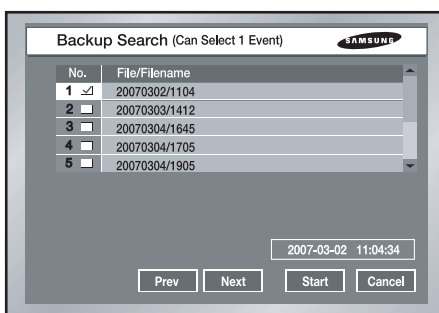 Backup Search (Can Select 1 Event) SAMSUNG
No. File/Filename
1 20070302/1104
2 20070303/1412
3 20070304/1645
4 20070304/1705
5 20070304/1905
2007-03-02 11:04:34
Prev Next Start Cancel